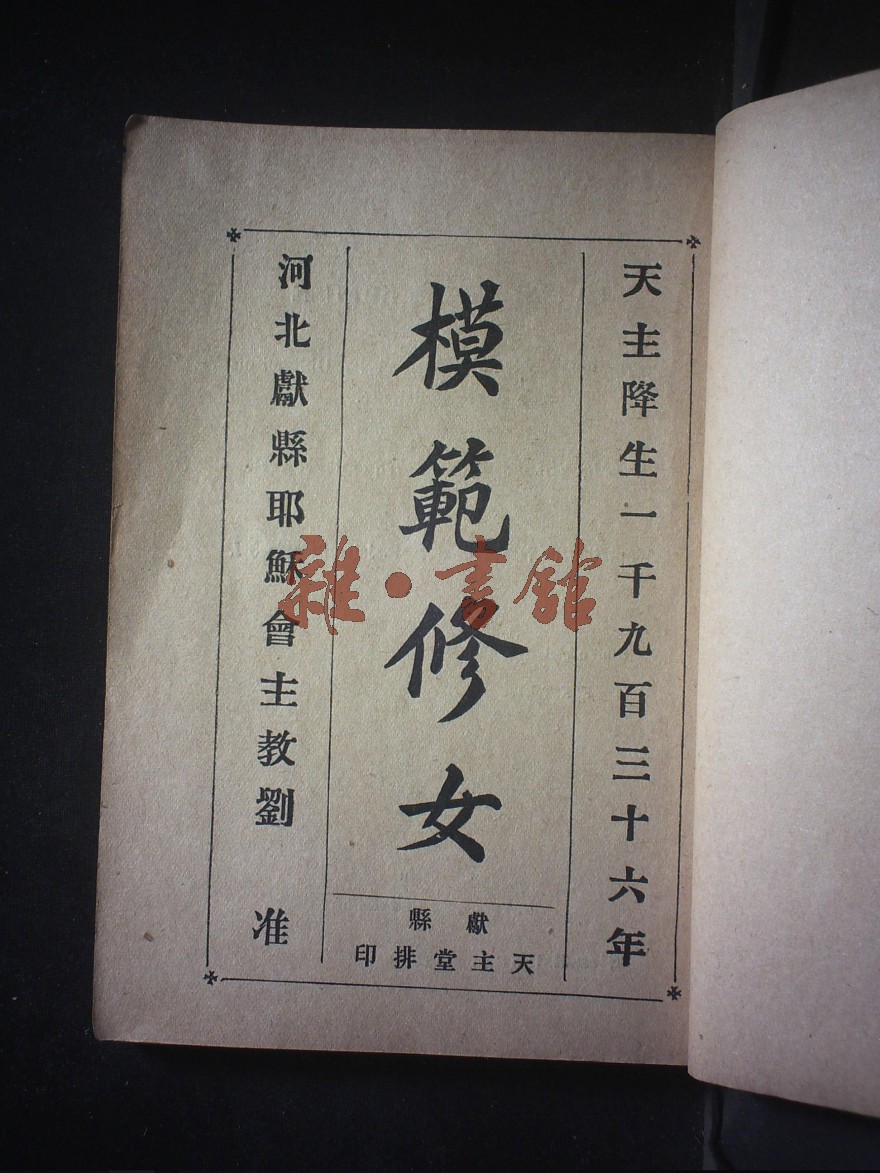 天主降生一千九百三十六年
模範修女
獻縣
天主堂排印
河北獻縣耶穌會主教劉 准
雜·書館